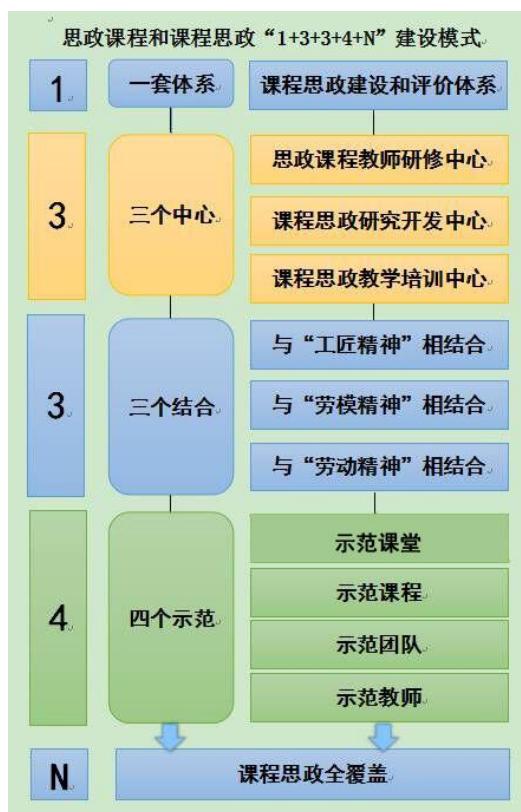 思政课程和课程思政“1+3+3+4+N”建设模式
1
一套体系
课程思政建设和评价体系
3
三个中心
思政课程教师研修中心
课程思政研究开发中心
课程思政教学培训中心
3
三个结合
与“工匠精神”相结合
与“劳模精神”相结合
与“劳动精神”相结合
4
四个示范
示范课堂
示范课程
示范团队
示范教师
N
课程思政全覆盖